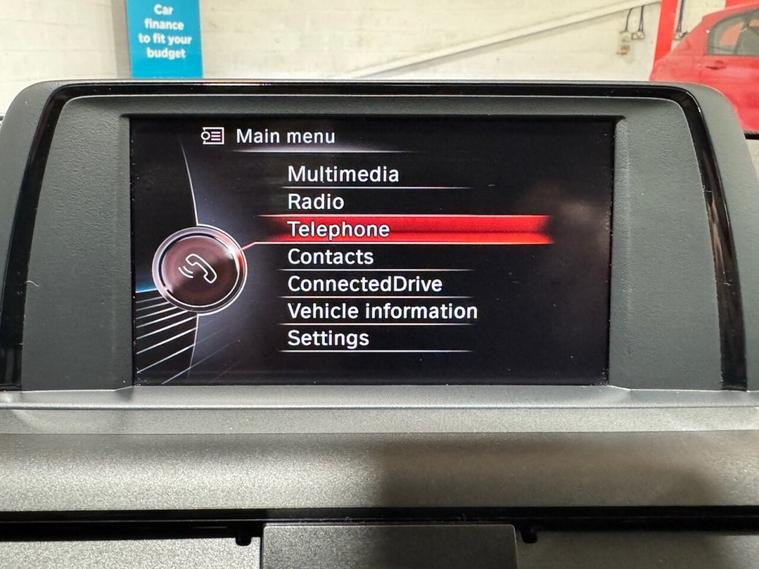 Car
finance
to fit your
budget
Main menu
Multimedia
Radio
Telephone
Contacts
ConnectedDrive
Vehicle information
Settings